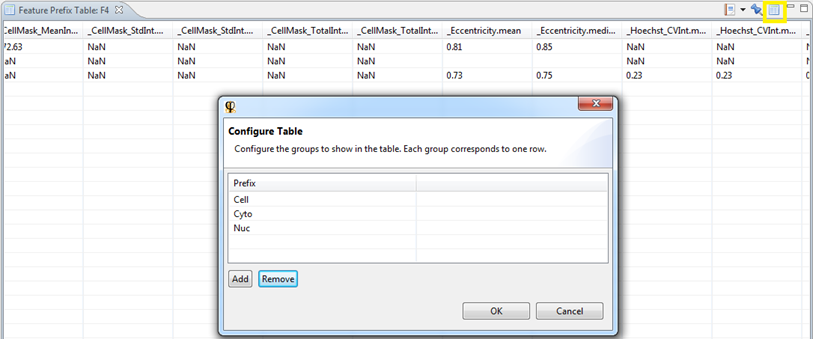 Feature Prefix Table: F4
CellMask_MeanIn... _CellMask_StdInt.... _CellMask_StdInt.... _CellMask_TotalInt... _CellMask_TotalInt... _Eccentricity.mean _Eccentricity.medi... _Hoechst_CVInt.m... _Hoechst_CVInt.m...
72.63 NaN NaN NaN NaN 0.81 0.85 NaN NaN
NaN NaN NaN NaN NaN NaN NaN
NaN NaN NaN NaN NaN 0.73 0.75 0.23 0.23
Configure Table
Configure the groups to show in the table. Each group corresponds to one row.
Prefix
Cell
Cyto
Nuc
Add Remove
OK Cancel